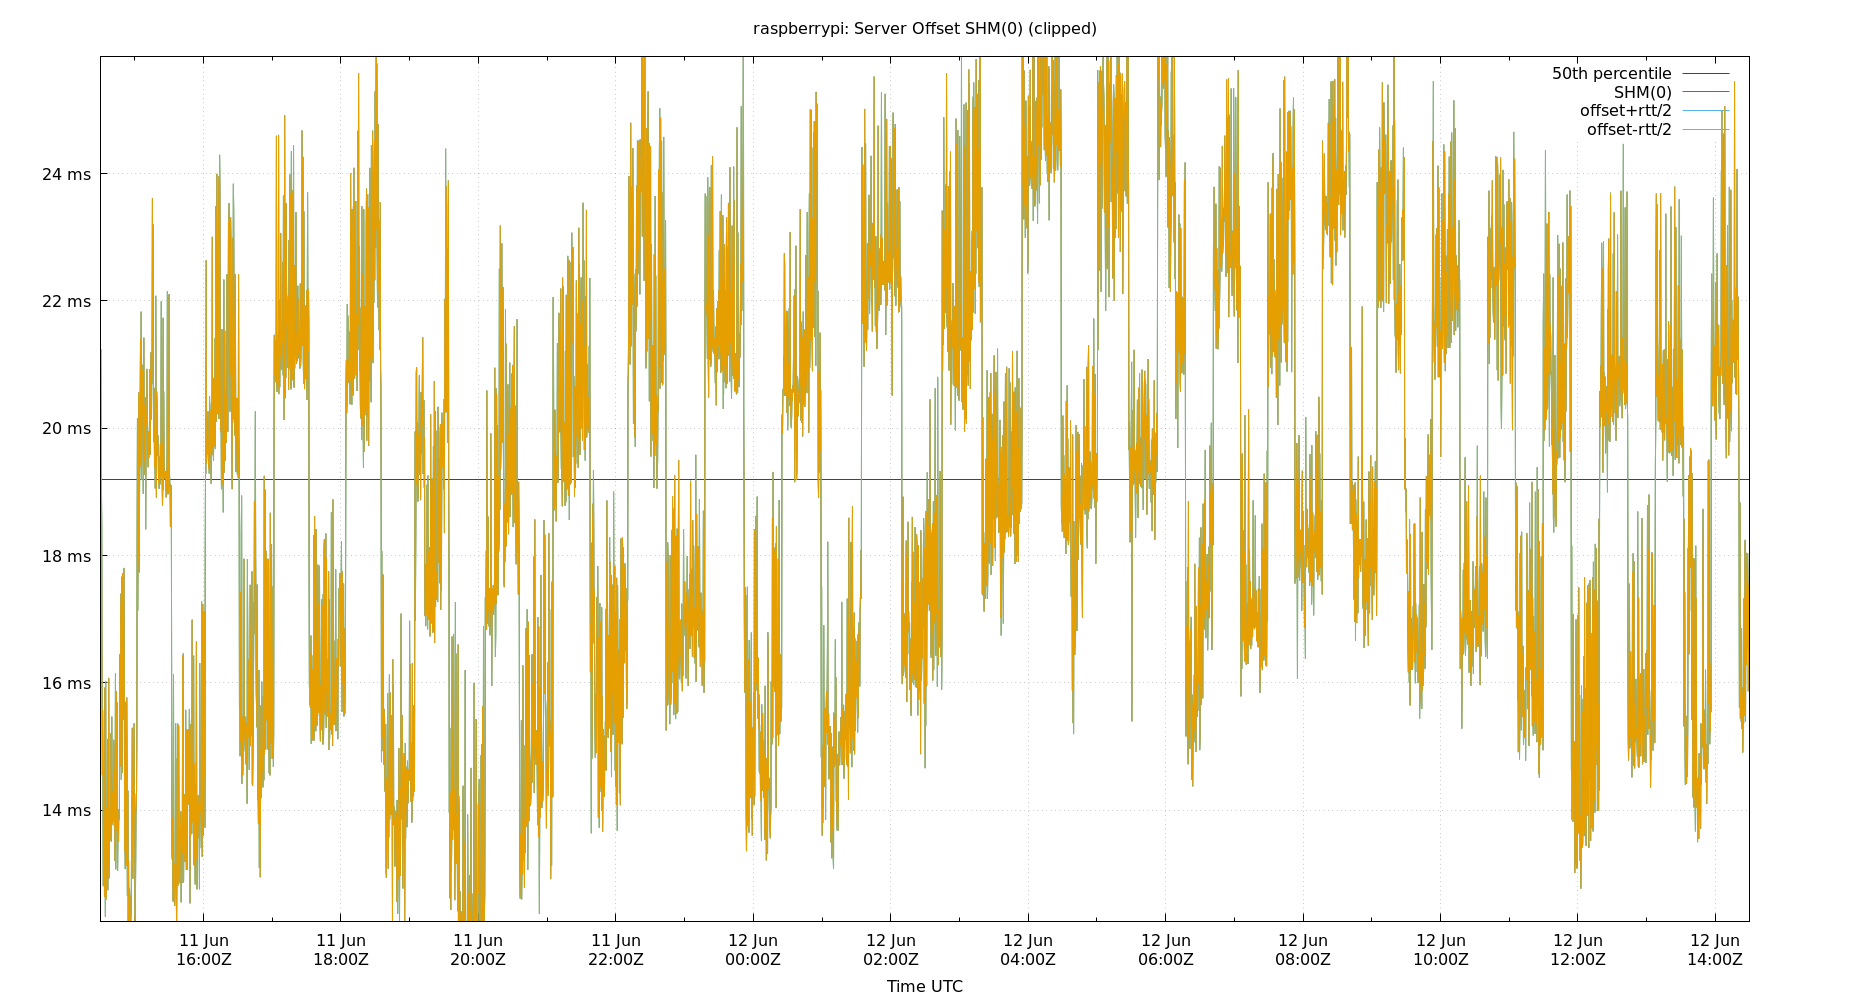 raspberrypi: Server Offset SHM(0) (clipped)
50th percentile
SHM(0)
offset+rtt/2
offset-rtt/2
24 ms
22 ms
20 ms
18 ms
16 ms
14 ms
11 Jun 11 Jun 11 Jun 11 Jun 12 Jun 12 Jun 12 Jun 12 Jun 12 Jun 12 Jun 12 Jun 12 Jun
16:00Z 18:00Z 20:00Z 22:00Z 00:00Z 02:00Z 04:00Z 06:00Z 08:00Z 10:00Z 12:00Z 14:00Z
Time UTC